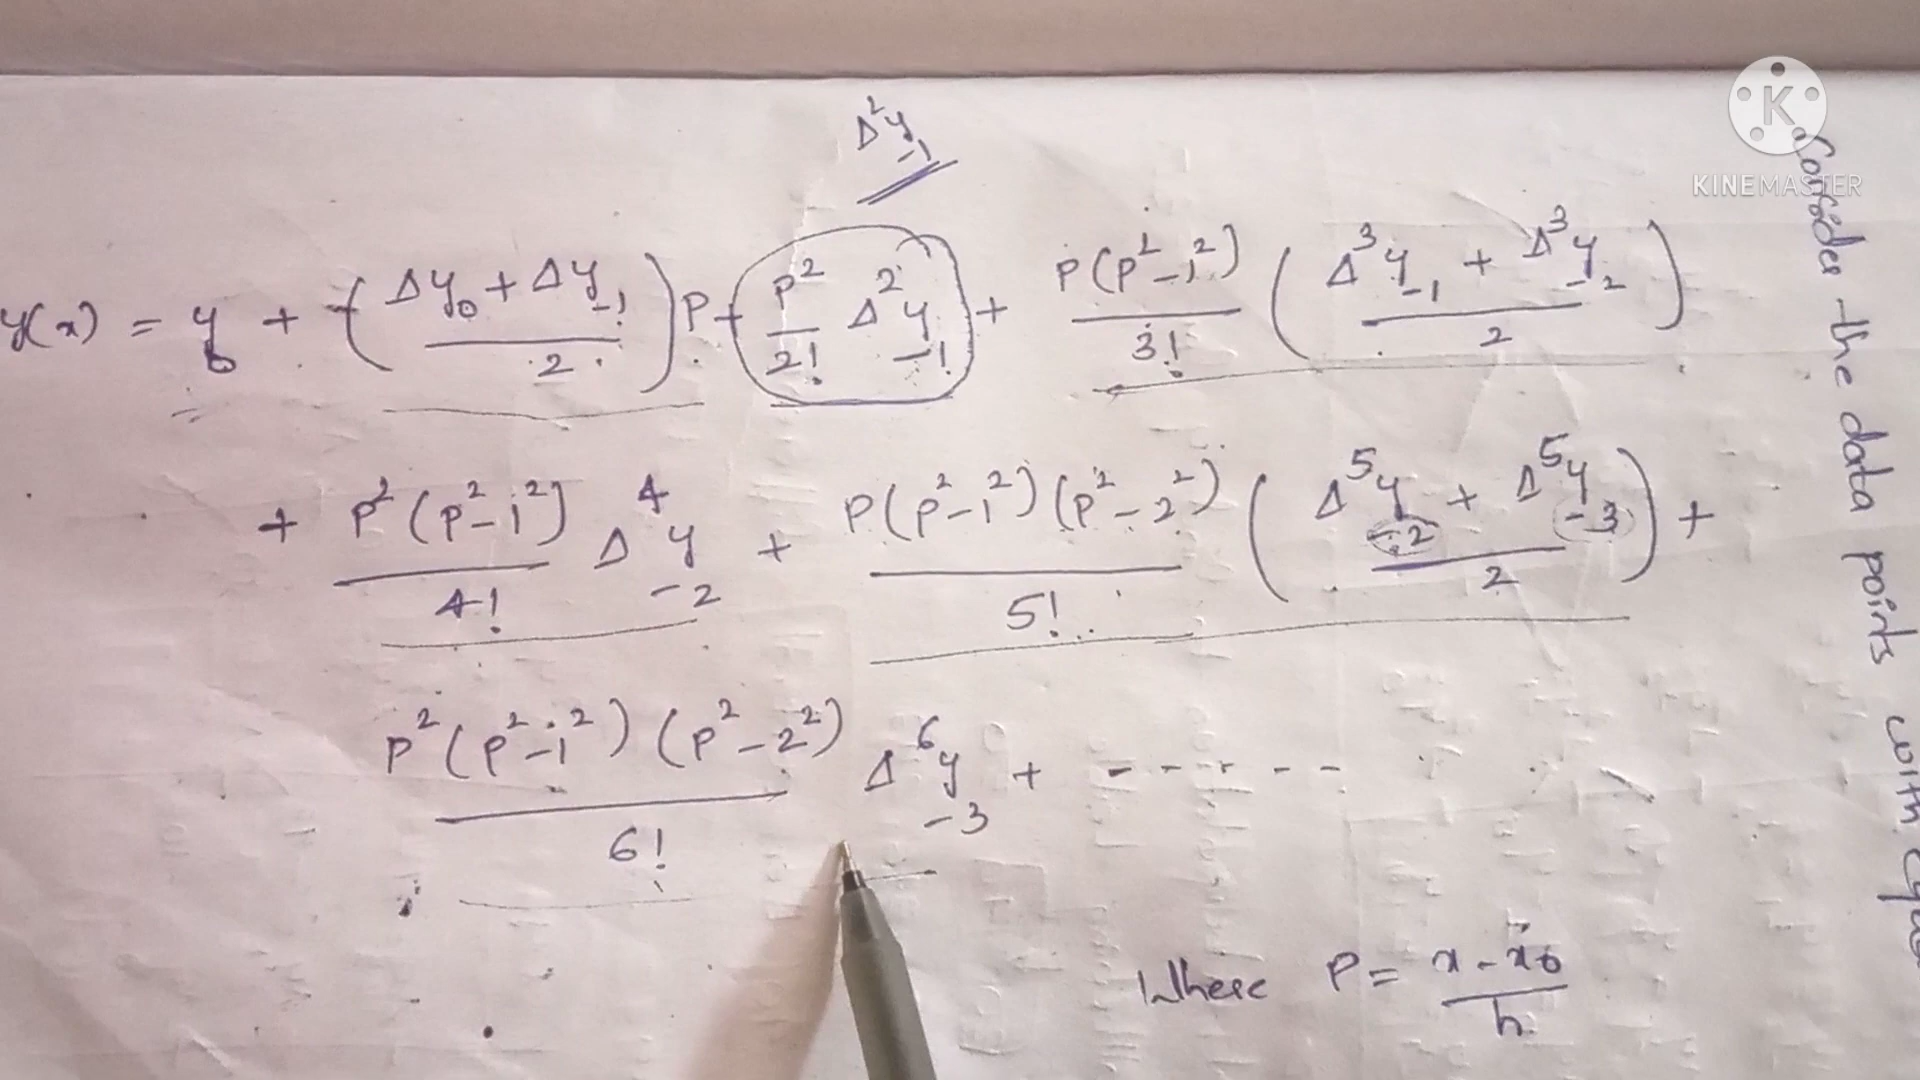 Δ²y₋₁
y(x) = y₀ + (Δy₀ + Δy₋₁ / 2) P + P²/2! Δ²y₋₁ + P(P²-1²)/3! (Δ³y₋₁ + Δ³y₋₂ / 2)
+ P²(P²-1²)/4! Δ⁴y₋₂ + P(P²-1²)(P²-2²)/5! (Δ⁵y₋₂ + Δ⁵y₋₃ / 2) +
P²(P²-1²)(P²-2²)/6! Δ⁶y₋₃ + - - - - - -
Where P = x - x₀ / h
Consider the data points with
KINEMASTER